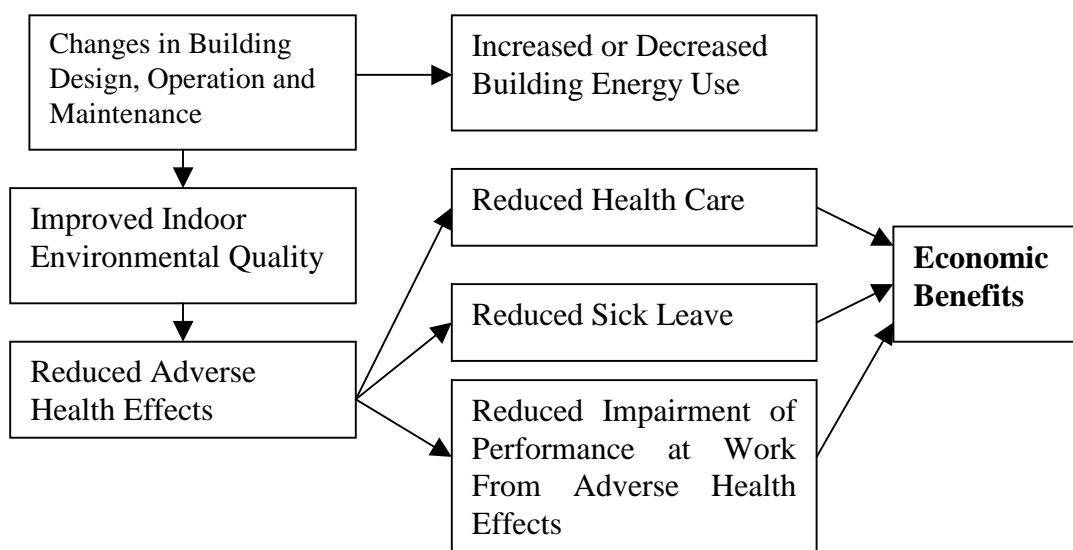 Changes in Building
Design, Operation and
Maintenance
Increased or Decreased
Building Energy Use
Improved Indoor
Environmental Quality
Reduced Health Care
Economic
Benefits
Reduced Sick Leave
Reduced Adverse
Health Effects
Reduced Impairment of
Performance at Work
From Adverse Health
Effects